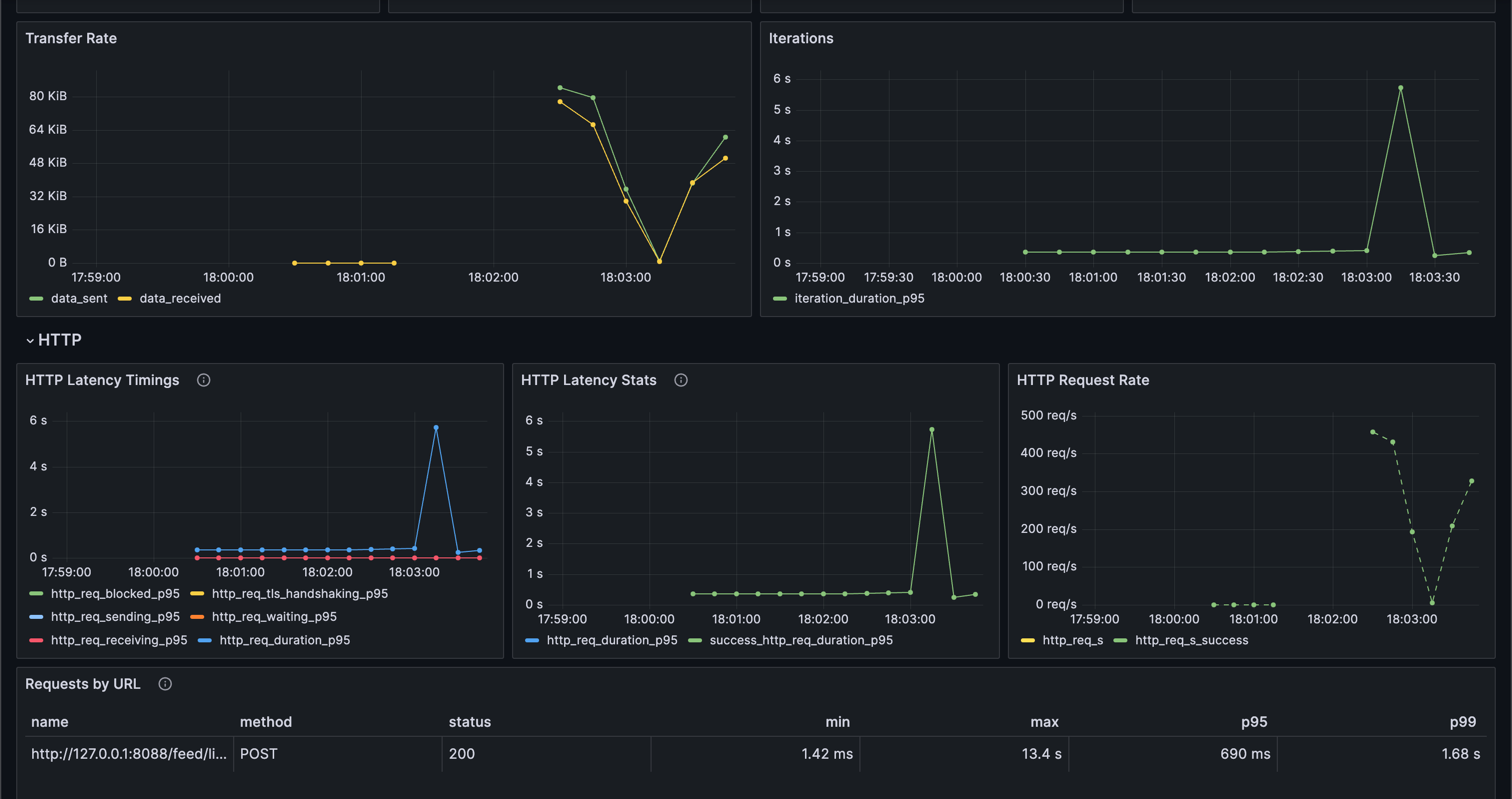 Transfer Rate
80 KiB
64 KiB
48 KiB
32 KiB
16 KiB
0 B
17:59:00 18:00:00 18:01:00 18:02:00 18:03:00
data_sent data_received
Iterations
6 s
5 s
4 s
3 s
2 s
1 s
0 s
17:59:00 17:59:30 18:00:00 18:00:30 18:01:00 18:01:30 18:02:00 18:02:30 18:03:00 18:03:30
iteration_duration_p95
HTTP
HTTP Latency Timings
6 s
4 s
2 s
0 s
17:59:00 18:00:00 18:01:00 18:02:00 18:03:00
http_req_blocked_p95 http_req_tls_handshaking_p95
http_req_sending_p95 http_req_waiting_p95
http_req_receiving_p95 http_req_duration_p95
HTTP Latency Stats
6 s
5 s
4 s
3 s
2 s
1 s
0 s
17:59:00 18:00:00 18:01:00 18:02:00 18:03:00
http_req_duration_p95 success_http_req_duration_p95
HTTP Request Rate
500 req/s
400 req/s
300 req/s
200 req/s
100 req/s
0 req/s
17:59:00 18:00:00 18:01:00 18:02:00 18:03:00
http_req_s http_req_s_success
Requests by URL
name method status min max p95 p99
http://127.0.0.1:8088/feed/li... POST 200 1.42 ms 13.4 s 690 ms 1.68 s